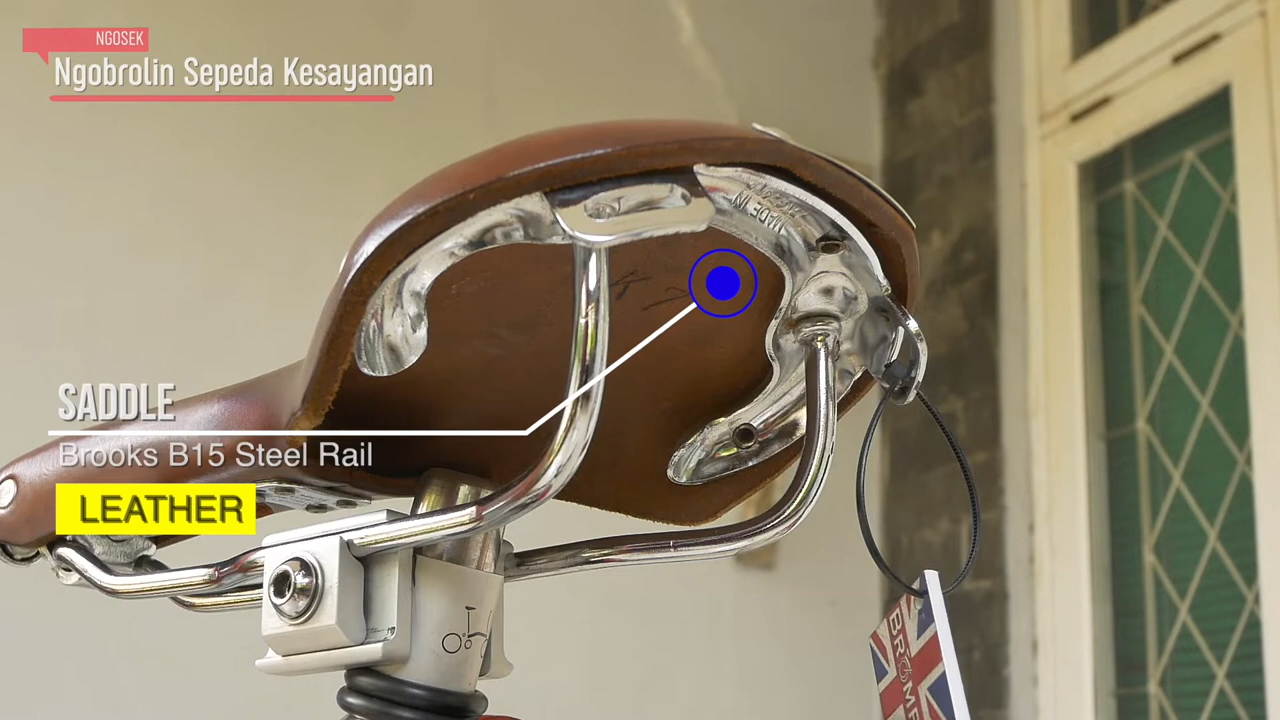 NGOSEK
Ngobrolin Sepeda Kesayangan
MADE IN
SADDLE
Brooks B15 Steel Rail
LEATHER